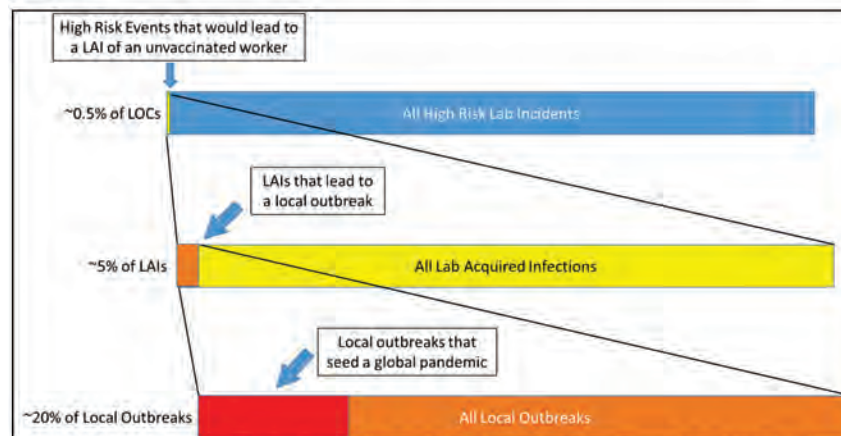 High Risk Events that would lead to
a LAI of an unvaccinated worker
~0.5% of LOCs
All High Risk Lab Incidents
LAIs that lead to
a local outbreak
~5% of LAIs
All Lab Acquired Infections
Local outbreaks that
seed a global pandemic
~20% of Local Outbreaks
All Local Outbreaks